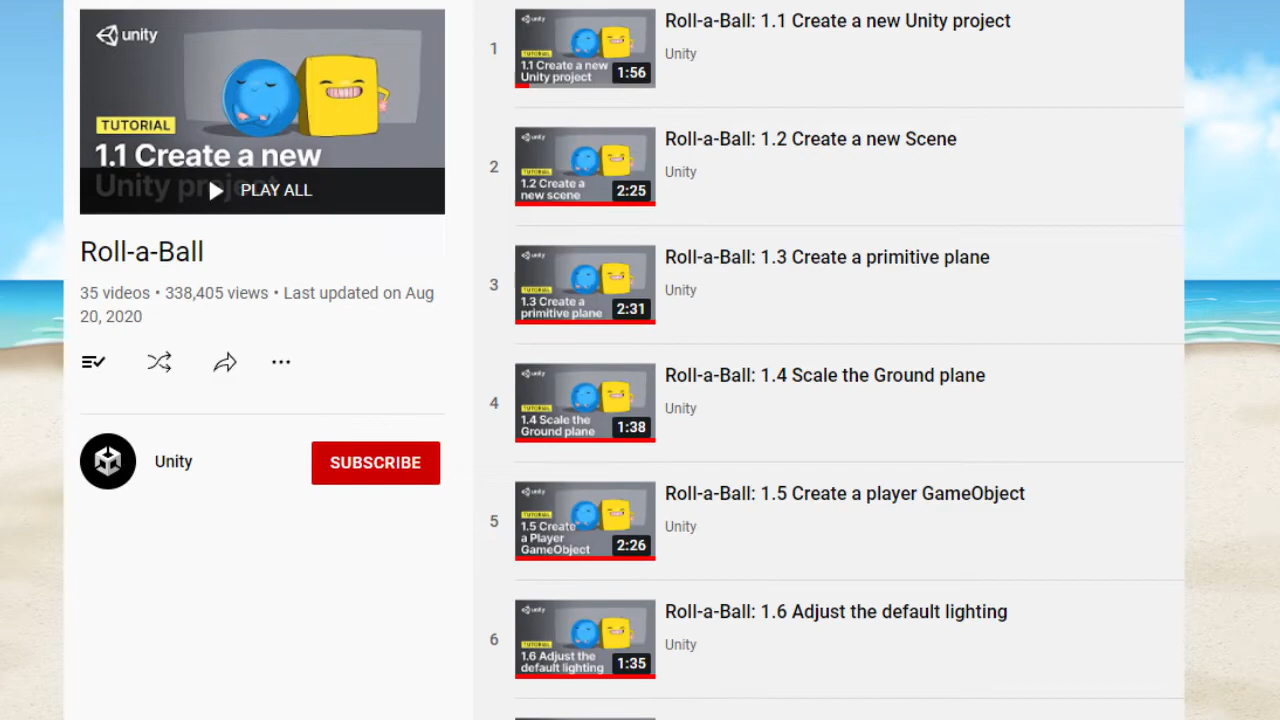 unity
TUTORIAL
1.1 Create a new
Unity project
PLAY ALL
Roll-a-Ball
35 videos • 338,405 views • Last updated on Aug
20, 2020
Unity
SUBSCRIBE
1
unity
TUTORIAL
1.1 Create a new
Unity project
1:56
Roll-a-Ball: 1.1 Create a new Unity project
Unity
2
unity
TUTORIAL
1.2 Create a
new scene
2:25
Roll-a-Ball: 1.2 Create a new Scene
Unity
3
unity
TUTORIAL
1.3 Create a
primitive plane
2:31
Roll-a-Ball: 1.3 Create a primitive plane
Unity
4
unity
TUTORIAL
1.4 Scale the
Ground plane
1:38
Roll-a-Ball: 1.4 Scale the Ground plane
Unity
5
unity
TUTORIAL
1.5 Create
a Player
GameObject
2:26
Roll-a-Ball: 1.5 Create a player GameObject
Unity
6
unity
TUTORIAL
1.6 Adjust the
default lighting
1:35
Roll-a-Ball: 1.6 Adjust the default lighting
Unity